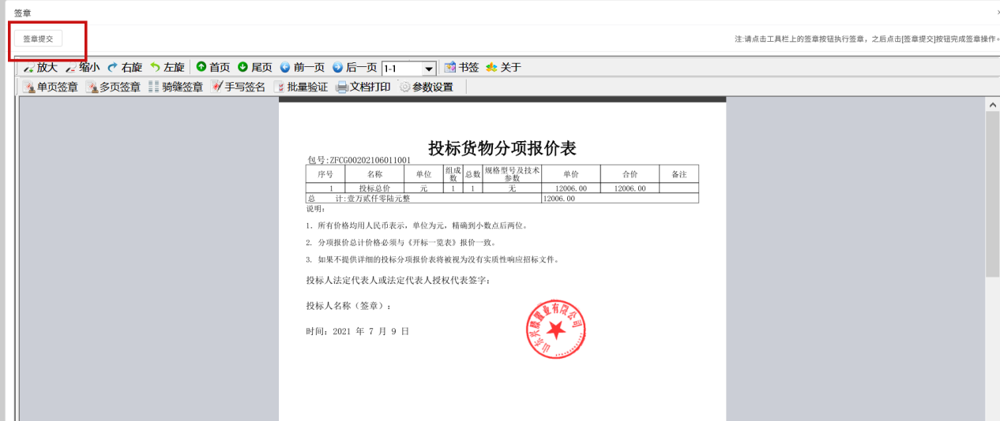 签章
签章提交
注:请点击工具栏上的签章按钮执行签章，之后点击[签章提交]按钮完成签章操作。
放大 缩小 右旋 左旋 首页 尾页 前一页 后一页 1-1 书签 关于
单页签章 多页签章 骑缝签章 手写签名 批量验证 文档打印 参数设置
投标货物分项报价表
包号:ZFCG00202106011001
序号 名称 单位 组成数 总数 规格型号及技术参数 单价 合价 备注
1 投标总价 元 1 1 无 12006.00 12006.00
总 计:壹万贰仟零陆元整 12006.00
说明:
1. 所有价格均用人民币表示，单位为元，精确到小数点后两位。
2. 分项报价总计价格必须与《开标一览表》报价一致。
3. 如果不提供详细的投标分项报价表将被视为没有实质性响应招标文件。
投标人法定代表人或法定代表人授权代表签字:
投标人名称（签章）:
时间: 2021 年 7 月 9 日